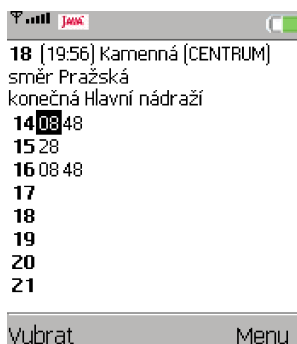 JAVA
18 (19:56) Kamenná (CENTRUM)
směr Pražská
konečná Hlavní nádraží
14 08 48
15 28
16 08 48
17
18
19
20
21
Vybrat Menu